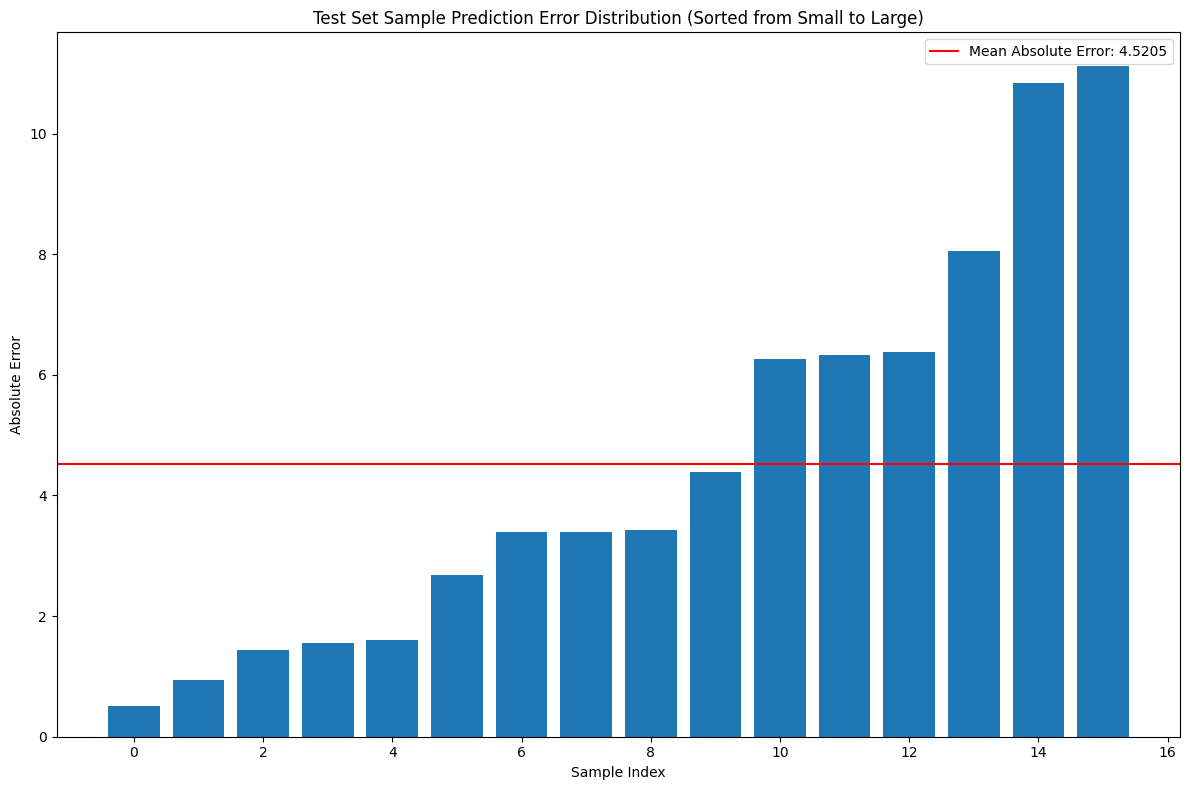 Test Set Sample Prediction Error Distribution (Sorted from Small to Large)
Mean Absolute Error: 4.5205
Absolute Error
10
8
6
4
2
0
0 2 4 6 8 10 12 14 16
Sample Index